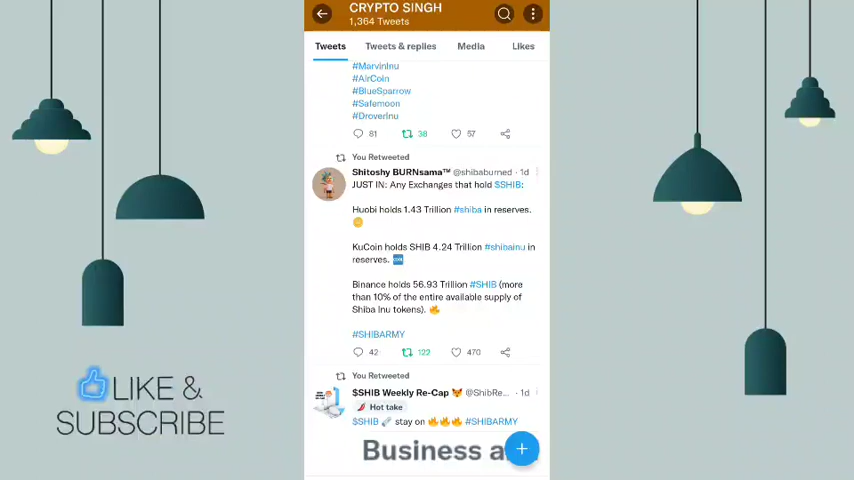 CRYPTO SINGH
1,364 Tweets
Tweets Tweets & replies Media Likes
#MarvinInu
#AirCoin
#BlueSparrow
#Safemoon
#DroverInu
81 38 57
You Retweeted
Shitoshy BURNsama™ @shibaburned · 1d
JUST IN: Any Exchanges that hold $SHIB:
Huobi holds 1.43 Trillion #shiba in reserves.
KuCoin holds SHIB 4.24 Trillion #shibainu in
reserves.
Binance holds 56.93 Trillion #SHIB (more
than 10% of the entire available supply of
Shiba Inu tokens). 🔥
#SHIBARMY
42 122 470
You Retweeted
$SHIB Weekly Re-Cap 🦊 @ShibRe... · 1d
Hot take
$SHIB 🚀 stay on 🔥🔥🔥 #SHIBARMY
Business a
LIKE &
SUBSCRIBE